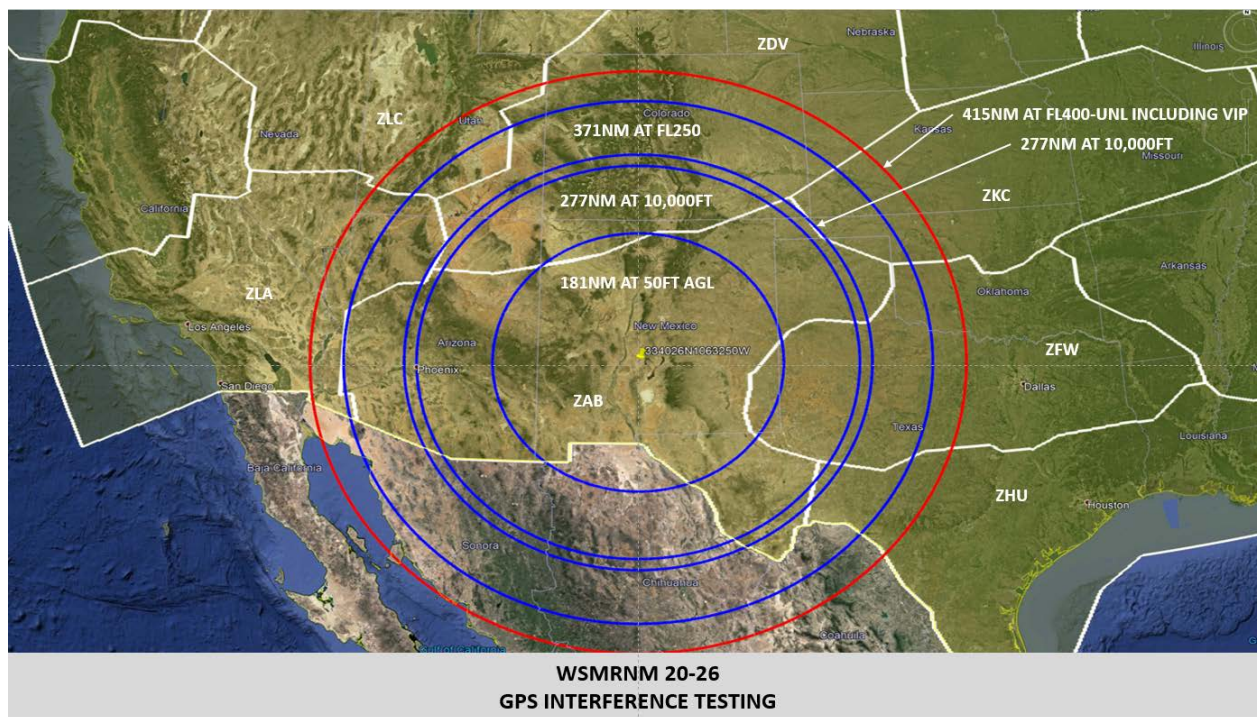 ZDV
Nebraska
Illinois
ZLC
Nevada
Utah
Colorado
371NM AT FL250
415NM AT FL400-UNL INCLUDING VIP
Kansas
277NM AT 10,000FT
Missouri
California
277NM AT 10,000FT
ZKC
ZLA
181NM AT 50FT AGL
Oklahoma
Arkansas
Los Angeles
Arizona
New Mexico
334026N1063250W
ZFW
Phoenix
San Diego
Dallas
ZAB
Texas
Louisiana
Baja California
ZHU
Houston
Sonora
Chihuahua
Coahuila
Gulf of California
WSMRNM 20-26
GPS INTERFERENCE TESTING